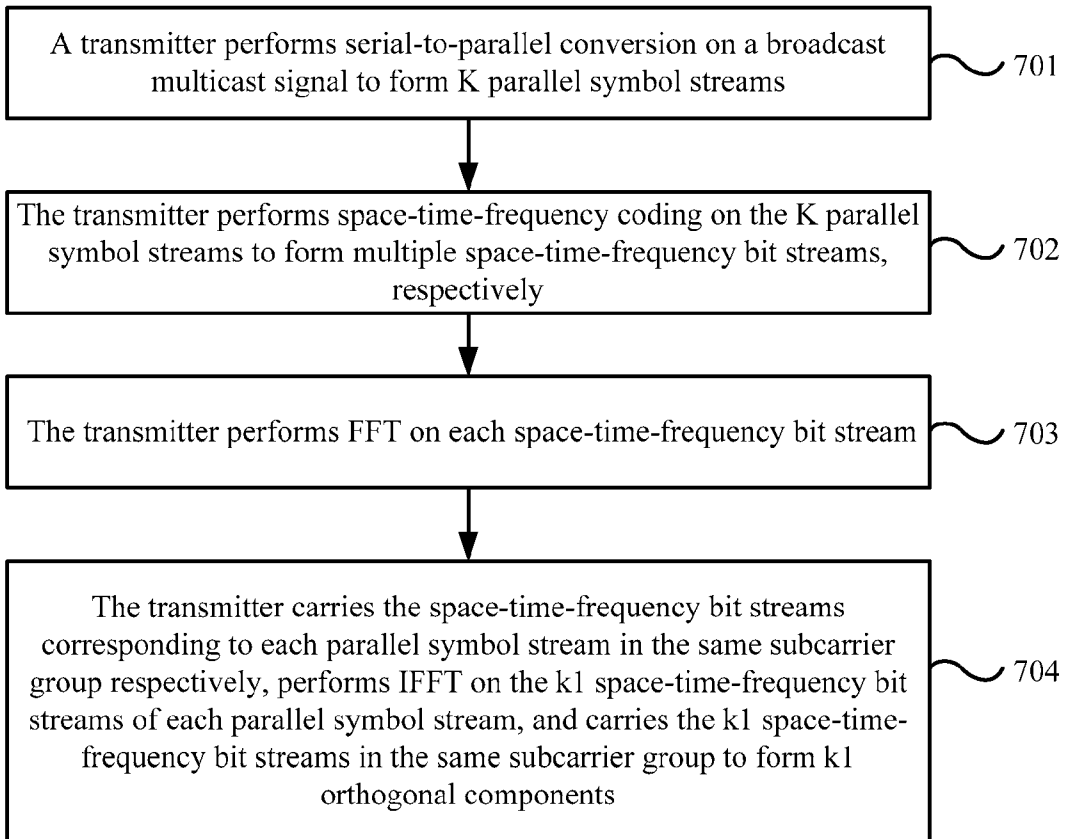 A transmitter performs serial-to-parallel conversion on a broadcast
multicast signal to form K parallel symbol streams
701
The transmitter performs space-time-frequency coding on the K parallel
symbol streams to form multiple space-time-frequency bit streams,
respectively
702
The transmitter performs FFT on each space-time-frequency bit stream
703
The transmitter carries the space-time-frequency bit streams
corresponding to each parallel symbol stream in the same subcarrier
group respectively, performs IFFT on the k1 space-time-frequency bit
streams of each parallel symbol stream, and carries the k1 space-time-
frequency bit streams in the same subcarrier group to form k1
orthogonal components
704